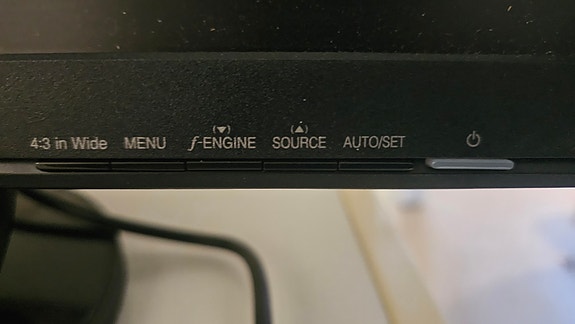 (▼) (▲)
4:3 in Wide MENU ƒ-ENGINE SOURCE AUTO/SET ⏻